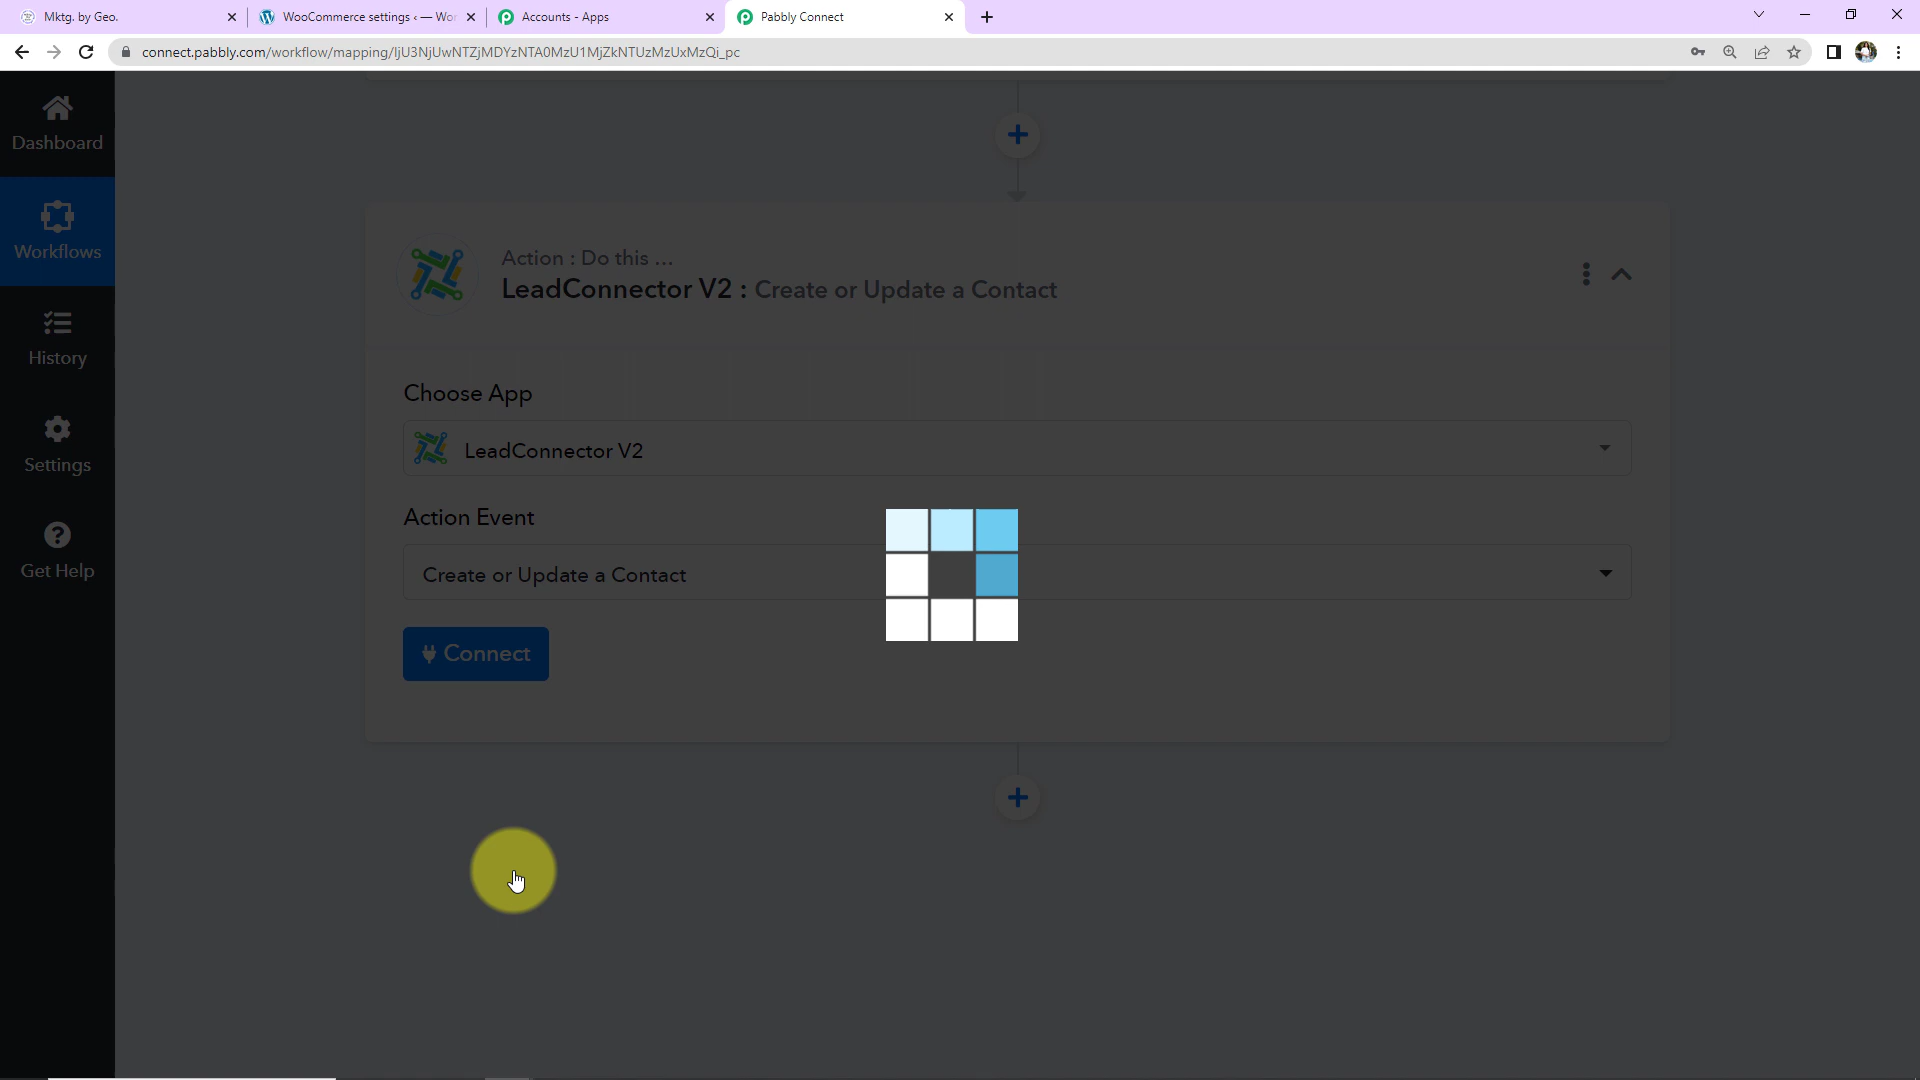 Mktg. by Geo.
WooCommerce settings ‹ — Wor
Accounts - Apps
Pabbly Connect
connect.pabbly.com/workflow/mapping/IjU3NjUwNTZjMDYzNTA0MzU1MjZkNTUzMzUxMzQi_pc
Dashboard
Workflows
History
Settings
Get Help
Action : Do this ...
LeadConnector V2 : Create or Update a Contact
Choose App
LeadConnector V2
Action Event
Create or Update a Contact
Connect